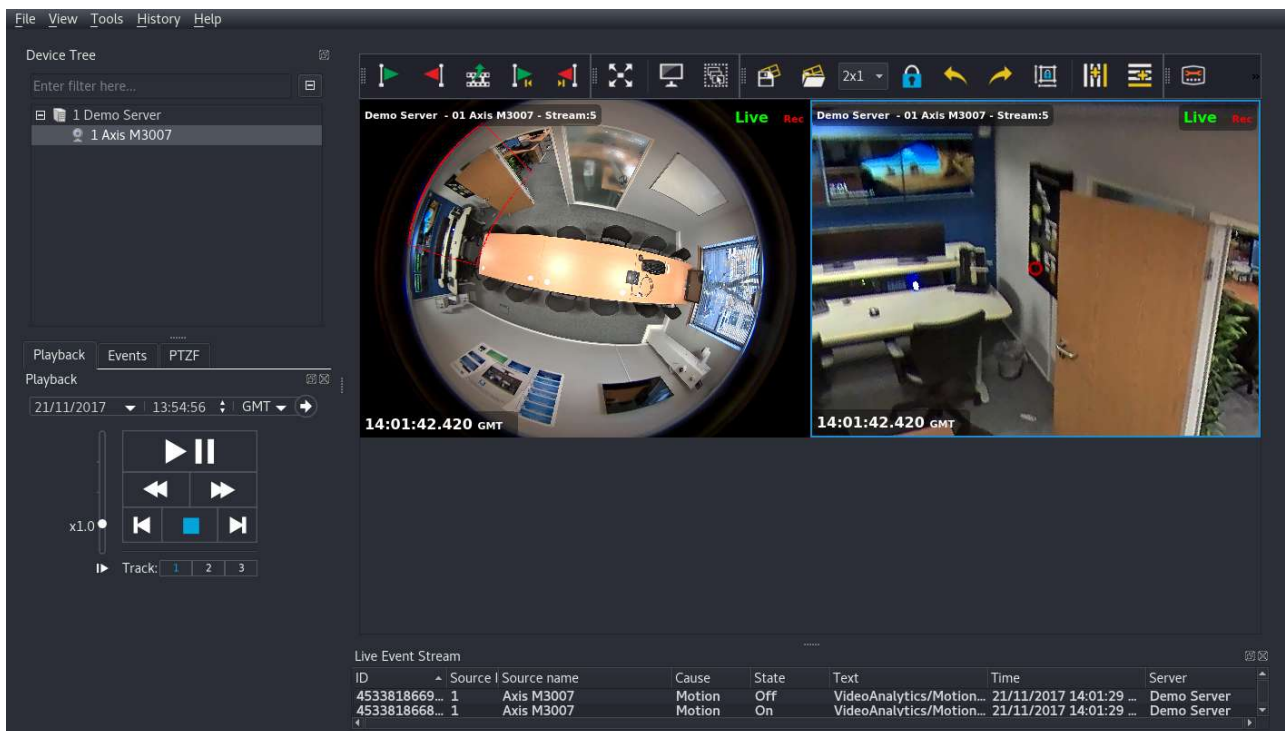 File View Tools History Help
Device Tree
Enter filter here...
1 Demo Server
1 Axis M3007
Playback Events PTZF
Playback
21/11/2017 13:54:56 GMT
x1.0
Track: 1 2 3
2x1
Demo Server - 01 Axis M3007 - Stream:5 Live Rec
14:01:42.420 GMT
Demo Server - 01 Axis M3007 - Stream:5 Live Rec
14:01:42.420 GMT
Live Event Stream
ID Source I Source name Cause State Text Time Server
4533818669... 1 Axis M3007 Motion Off VideoAnalytics/Motion... 21/11/2017 14:01:29 ... Demo Server
4533818668... 1 Axis M3007 Motion On VideoAnalytics/Motion... 21/11/2017 14:01:29 ... Demo Server